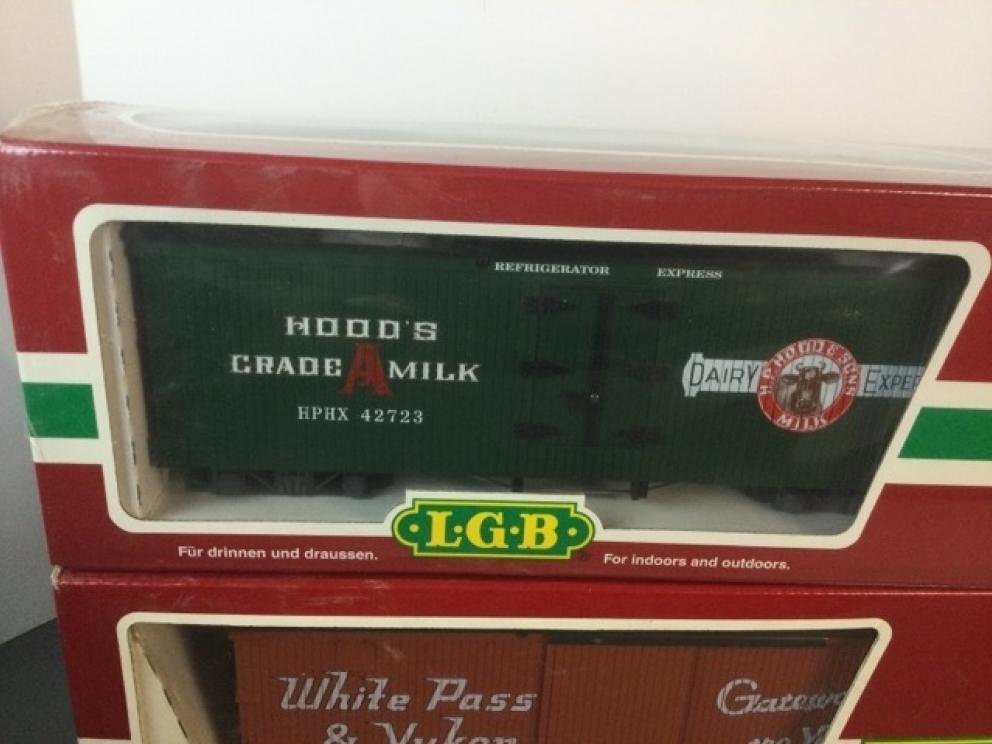 REFRIGERATOR EXPRESS
HOOD'S
GRADE A MILK
HPHX 42723
DAIRY
H.P. HOOD & SONS
MILK
L·G·B
Für drinnen und draussen.
For indoors and outdoors.
White Pass
& Yukon